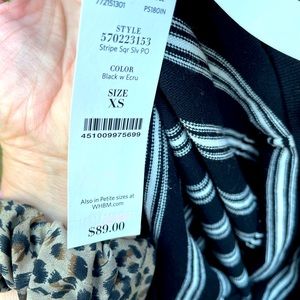 772151301 PS180IN
STYLE
570223153
Stripe Sqr Slv PO
COLOR
Black w Ecru
SIZE
XS
451009975699
Also in Petite sizes at
WHBM.com
$89.00